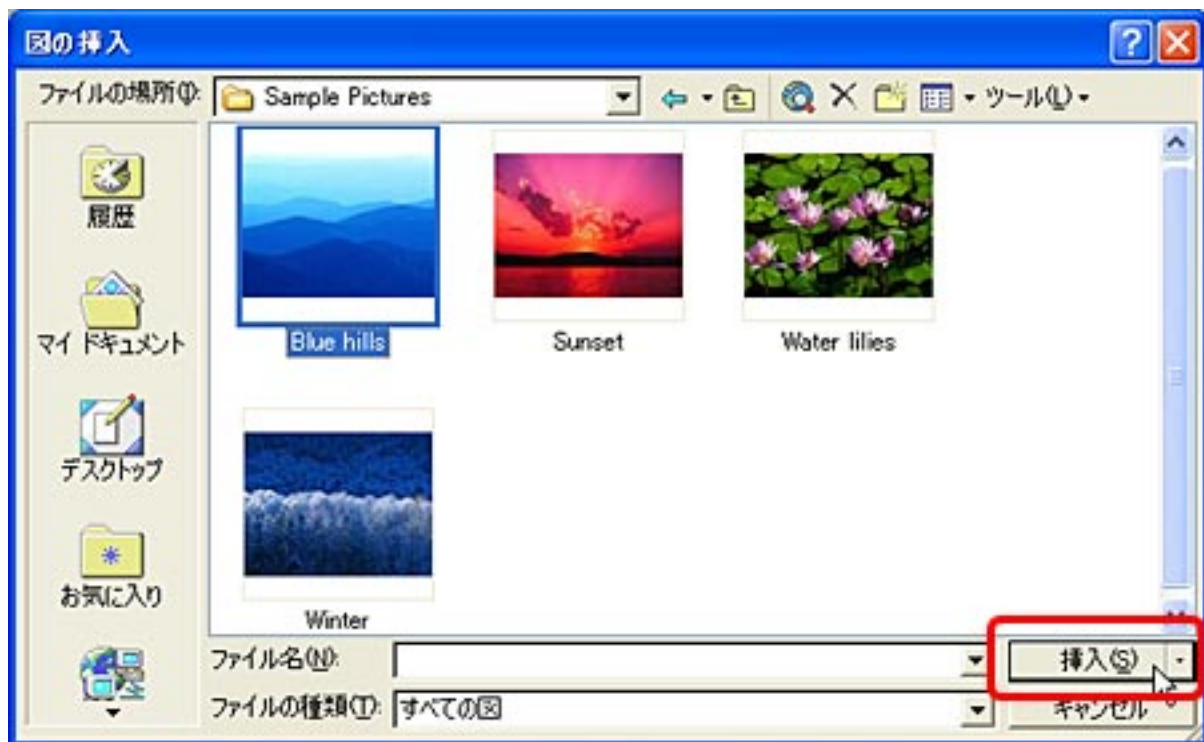 図の挿入
ファイルの場所(I):
Sample Pictures
ツール(L)
履歴
マイ ドキュメント
デスクトップ
お気に入り
Blue hills
Sunset
Water lilies
Winter
ファイル名(N):
挿入(S)
ファイルの種類(T):
すべての図
キャンセル